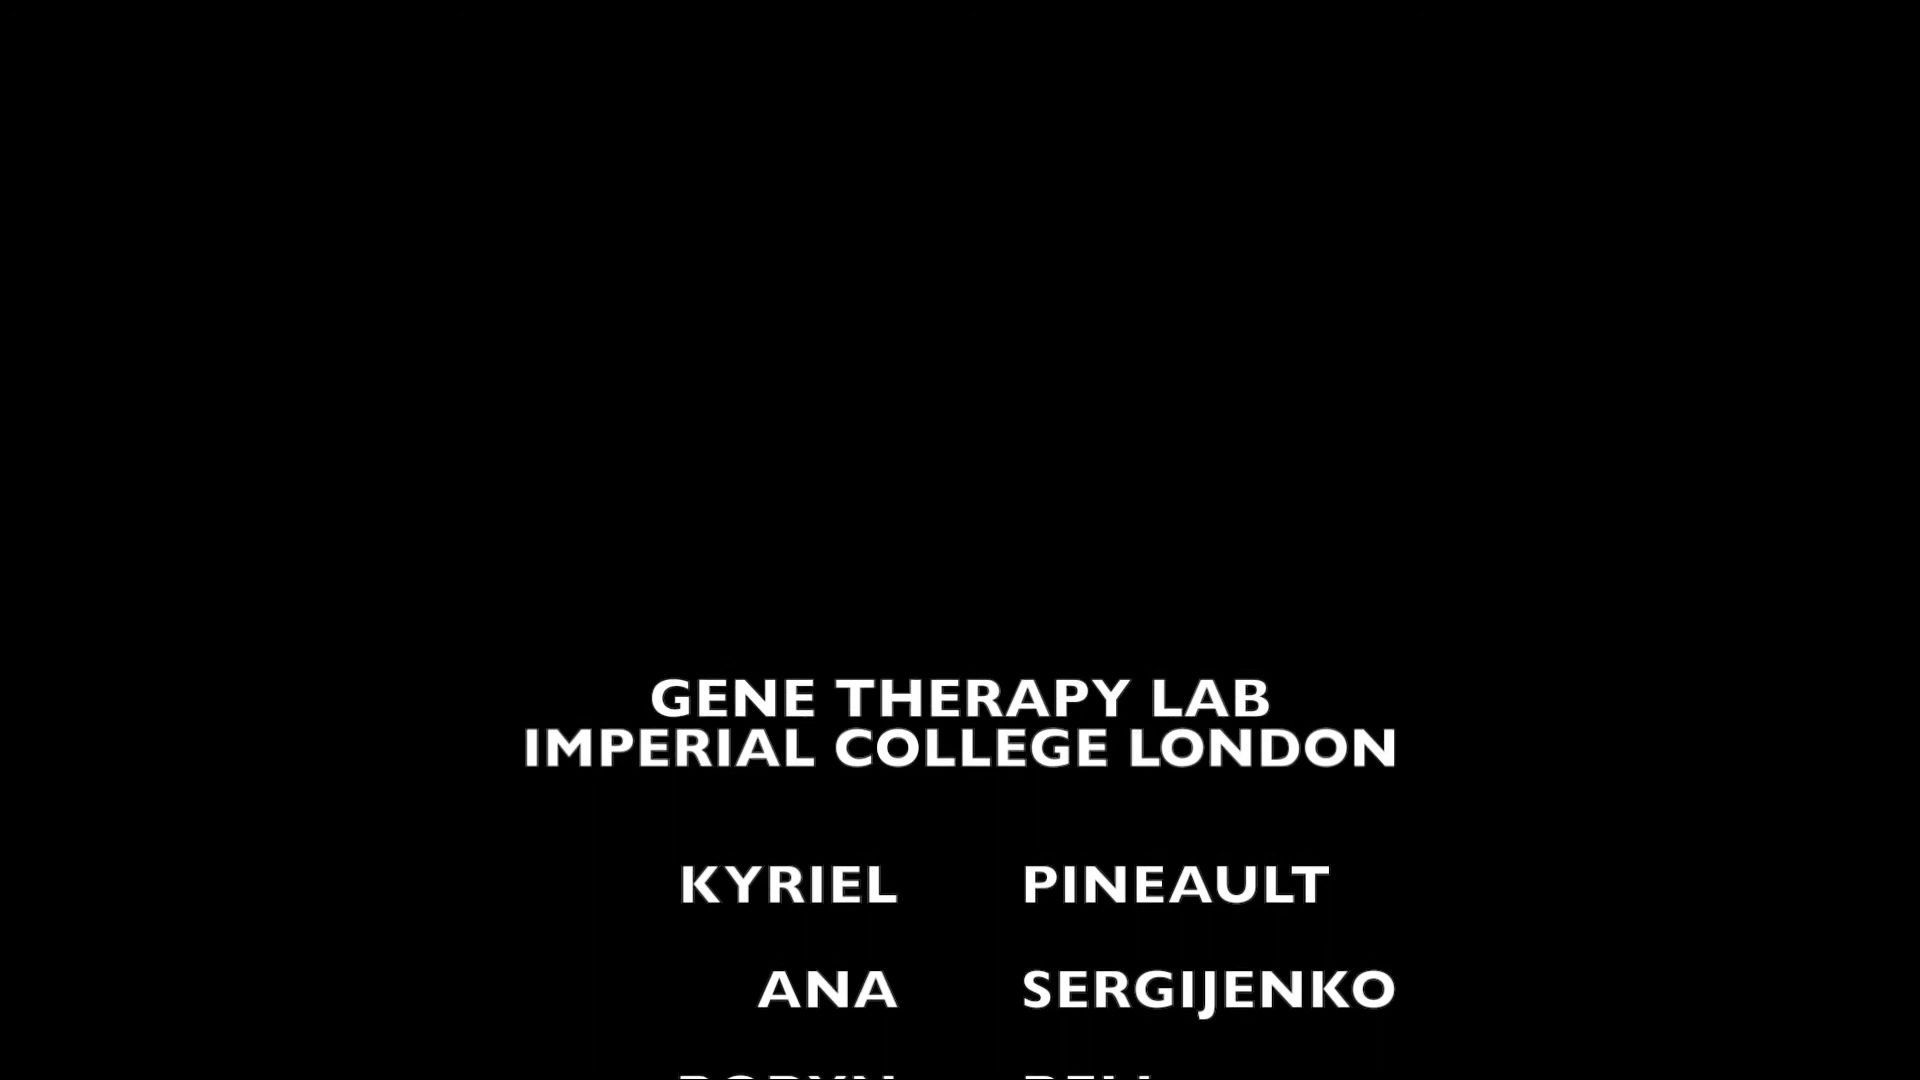 GENE THERAPY LAB
IMPERIAL COLLEGE LONDON
KYRIEL PINEAULT
ANA SERGIJENKO